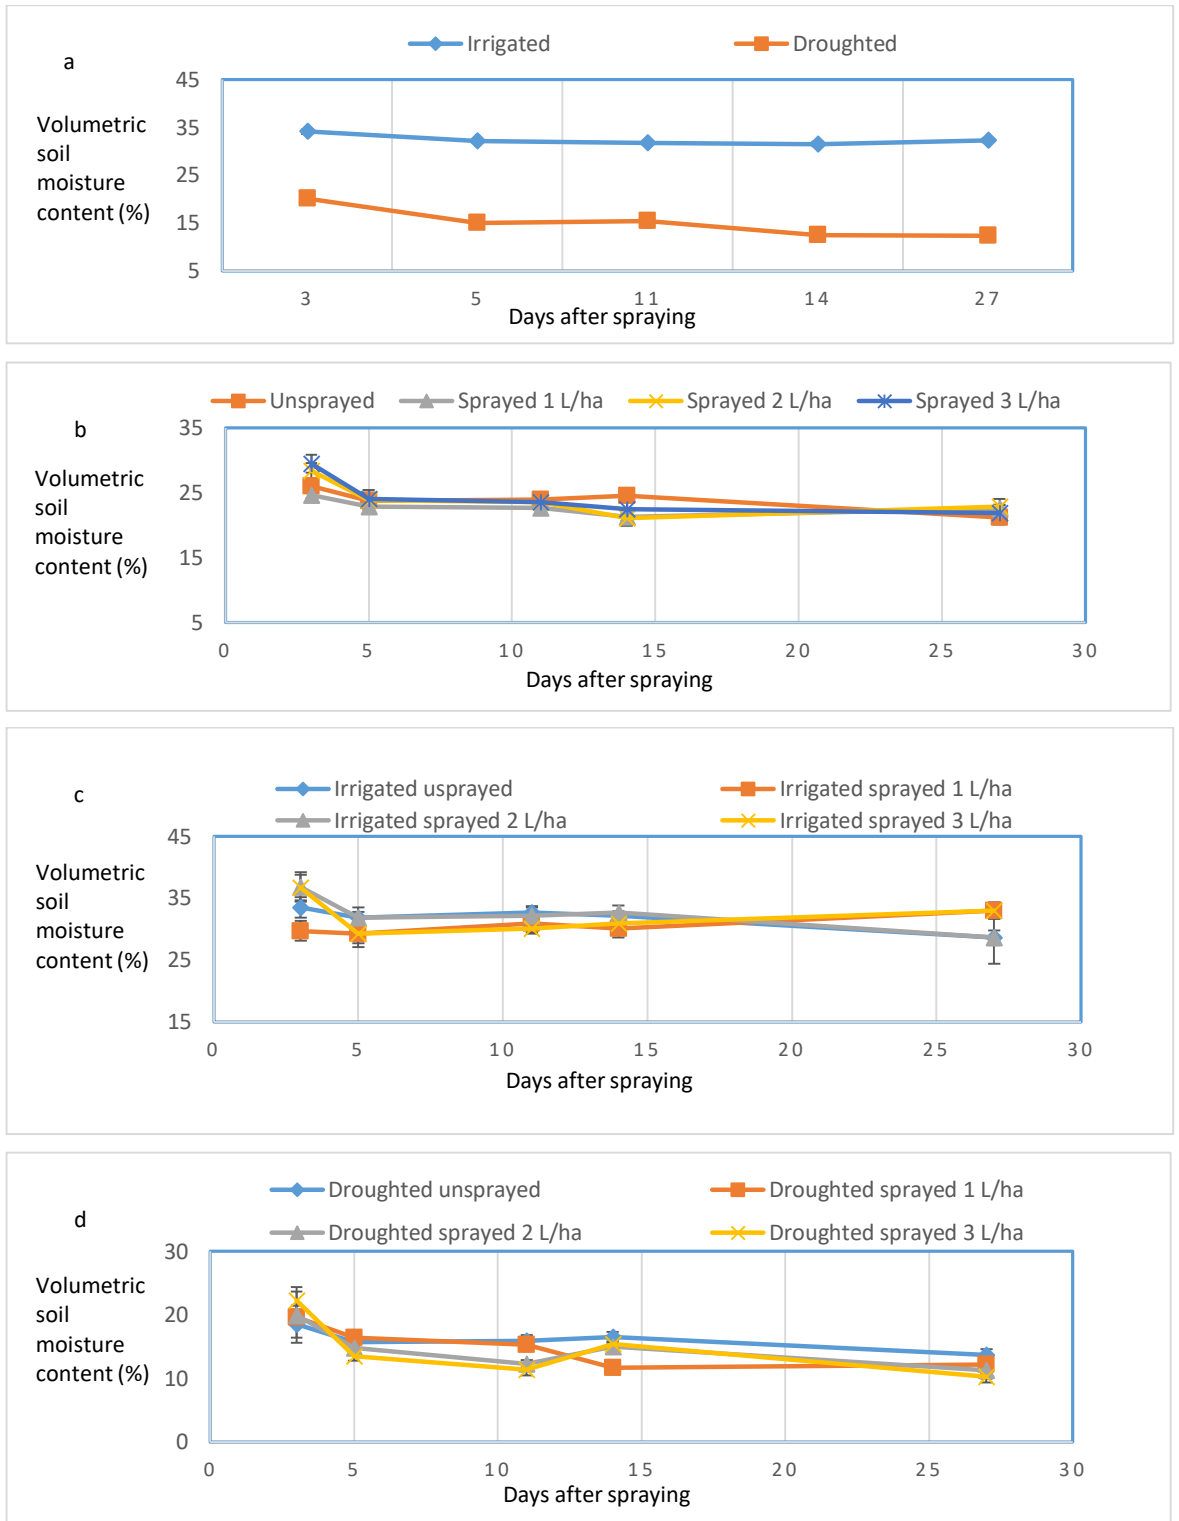 Irrigated Droughted
a
45
35
25
15
5
Volumetric
soil
moisture
content (%)
3 5 11 14 27
Days after spraying
Unsprayed Sprayed 1 L/ha Sprayed 2 L/ha Sprayed 3 L/ha
b
35
25
15
5
Volumetric
soil
moisture
content (%)
0 5 10 15 20 25 30
Days after spraying
c
Irrigated usprayed Irrigated sprayed 1 L/ha
Irrigated sprayed 2 L/ha Irrigated sprayed 3 L/ha
45
35
25
15
Volumetric
soil
moisture
content (%)
0 5 10 15 20 25 30
Days after spraying
Droughted unsprayed Droughted sprayed 1 L/ha
d
Droughted sprayed 2 L/ha Droughted sprayed 3 L/ha
30
20
10
0
Volumetric
soil
moisture
content (%)
0 5 10 15 20 25 30
Days after spraying